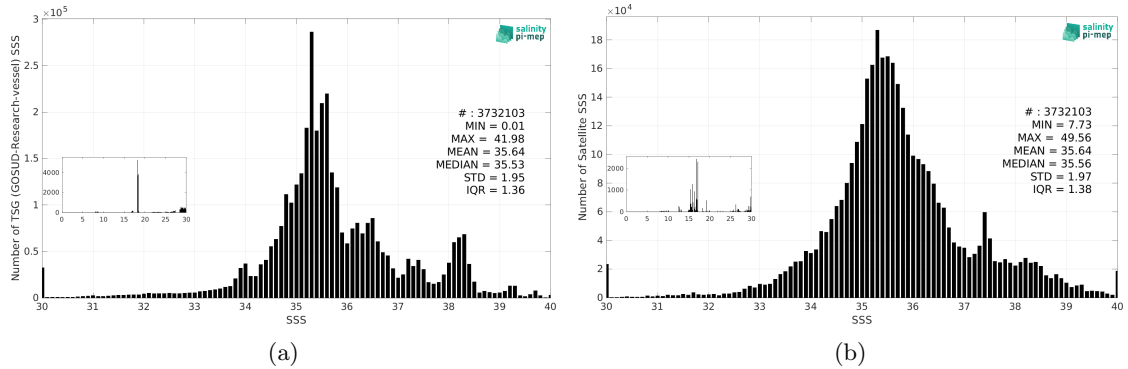 ×10⁵
3
2.5
2
1.5
1
0.5
0
Number of TSG (GOSUD-Research-vessel) SSS
30 31 32 33 34 35 36 37 38 39 40
SSS
salinity
pi-mep
# : 3732103
MIN = 0.01
MAX = 41.98
MEAN = 35.64
MEDIAN = 35.53
STD = 1.95
IQR = 1.36
4000
2000
0
0 5 10 15 20 25 30
(a)
×10⁴
18
16
14
12
10
8
6
4
2
0
Number of Satellite SSS
30 31 32 33 34 35 36 37 38 39 40
SSS
salinity
pi-mep
# : 3732103
MIN = 7.73
MAX = 49.56
MEAN = 35.64
MEDIAN = 35.56
STD = 1.97
IQR = 1.38
2000
1000
0
0 5 10 15 20 25 30
(b)